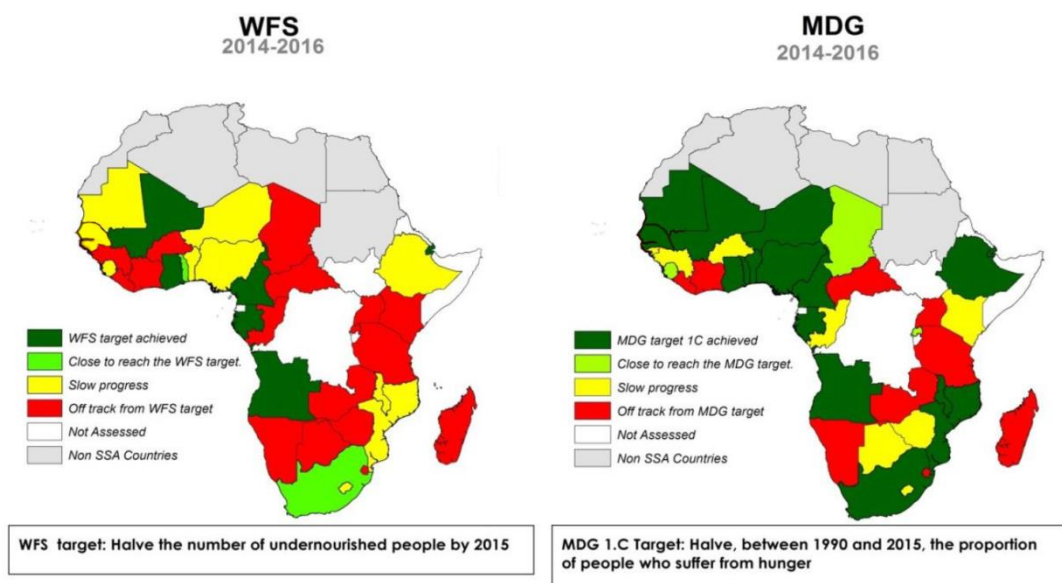 WFS
2014-2016
WFS target achieved
Close to reach the WFS target.
Slow progress
Off track from WFS target
Not Assessed
Non SSA Countries
WFS target: Halve the number of undernourished people by 2015
MDG
2014-2016
MDG target 1C achieved
Close to reach the MDG target.
Slow progress
Off track from MDG target
Not Assessed
Non SSA Countries
MDG 1.C Target: Halve, between 1990 and 2015, the proportion
of people who suffer from hunger